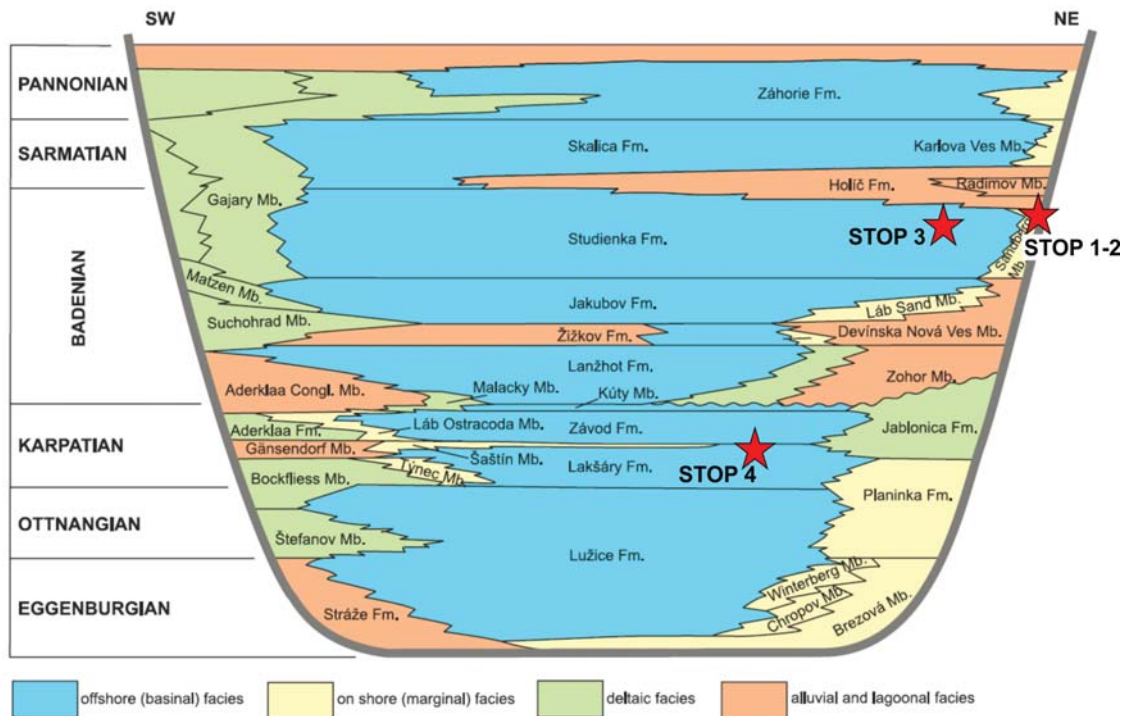 SW
NE
PANNONIAN
Záhorie Fm.
SARMATIAN
Skalica Fm.
Karlova Ves Mb.
Holíč Fm.
Radimov Mb.
Gajary Mb.
BADENIAN
Studienka Fm.
STOP 3
STOP 1-2
Mb.
Matzen Mb.
Jakubov Fm.
Láb Sand Mb.
Suchohrad Mb.
Žižkov Fm.
Devínska Nová Ves Mb.
Lanžhot Fm.
Aderklaa Congl. Mb.
Malacky Mb.
Kúty Mb.
Zohor Mb.
KARPATIAN
Aderklaa Fm.
Láb Ostracoda Mb.
Závod Fm.
Jablonica Fm.
Gänsendorf Mb.
Šaštín Mb.
Týnec Mb.
Lakšáry Fm.
STOP 4
Bockfliess Mb.
Planinka Fm.
OTTNANGIAN
Štefanov Mb.
Lužice Fm.
EGGENBURGIAN
Winterberg Mb.
Chropov Mb.
Brezová Mb.
Stráže Fm.
offshore (basinal) facies
on shore (marginal) facies
deltaic facies
alluvial and lagoonal facies